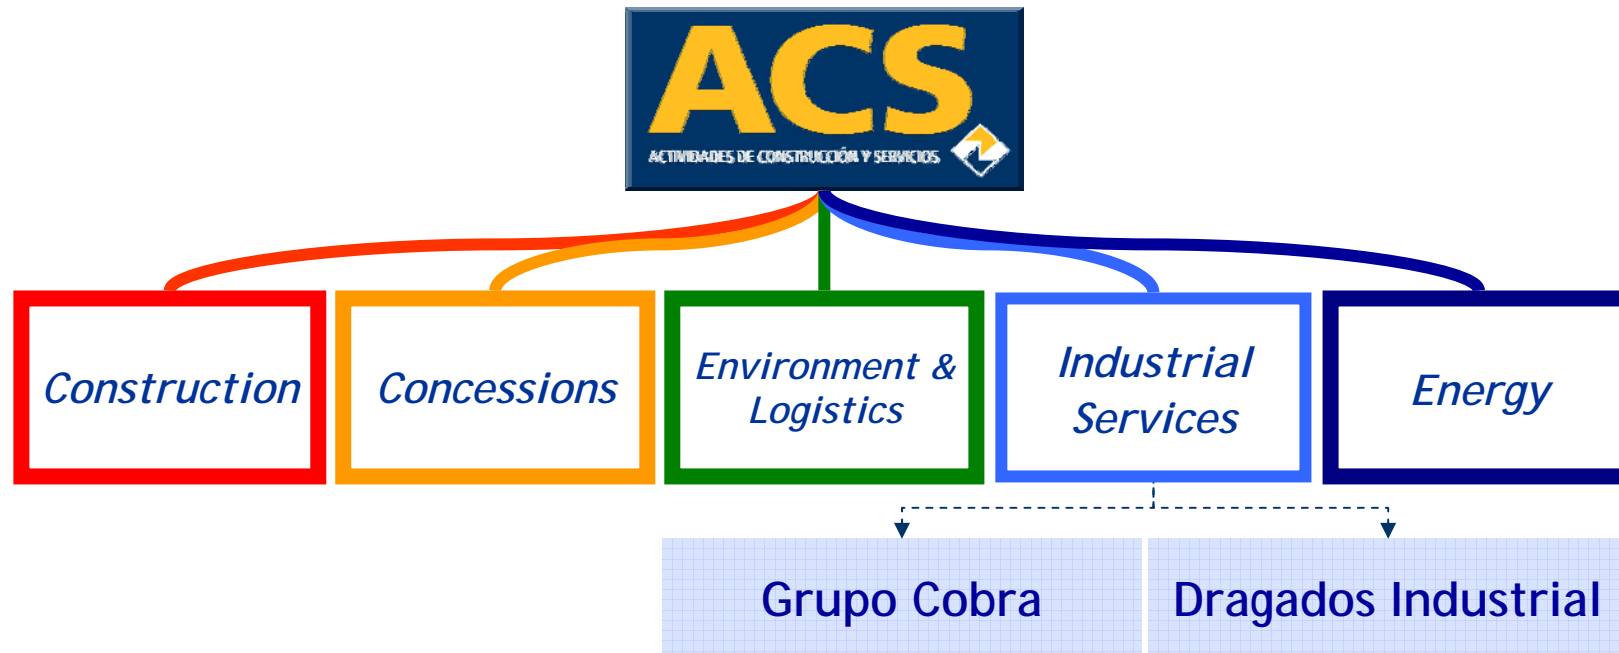 ACS
ACTIVIDADES DE CONSTRUCCIÓN Y SERVICIOS
Construction
Concessions
Environment &
Logistics
Industrial
Services
Energy
Grupo Cobra
Dragados Industrial